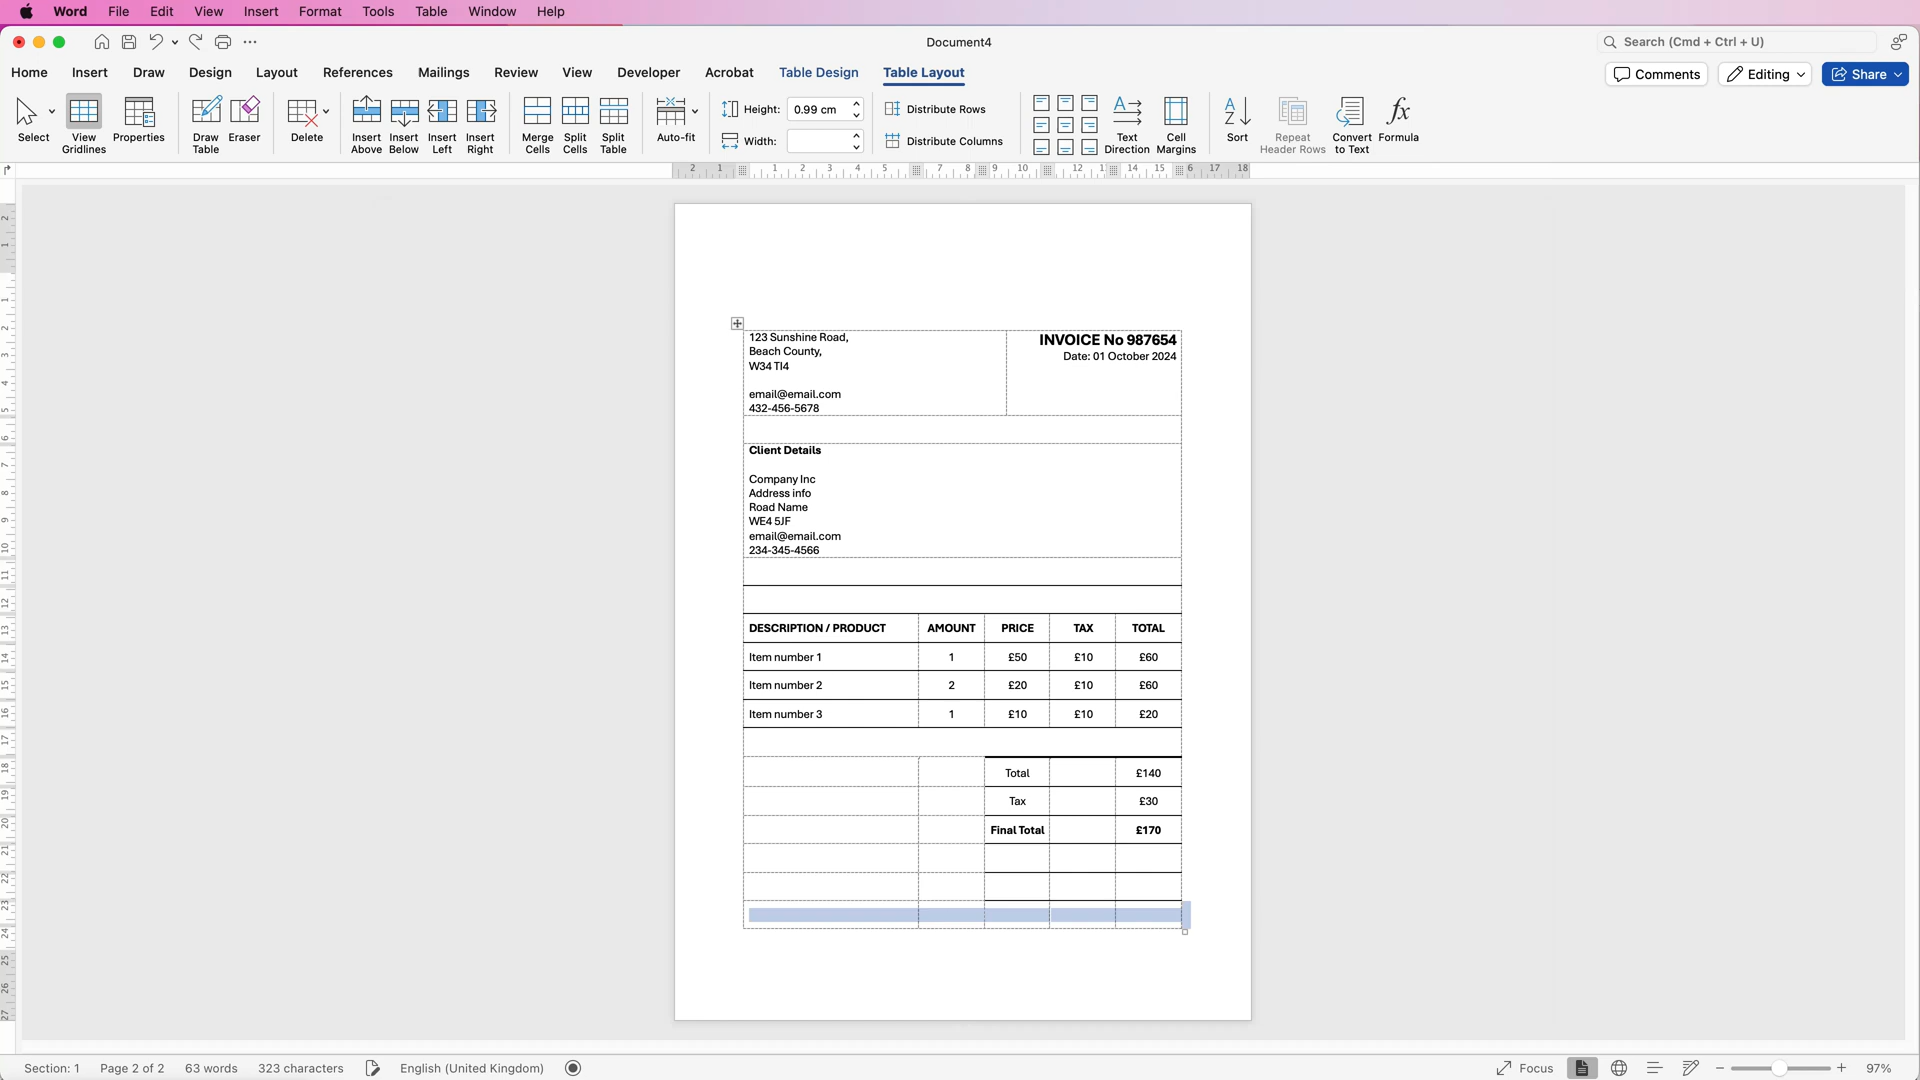 Word File Edit View Insert Format Tools Table Window Help
Document4
Search (Cmd + Ctrl + U)
Home Insert Draw Design Layout References Mailings Review View Developer Acrobat Table Design Table Layout
Comments Editing Share
Select
View Gridlines
Properties
Draw Table
Eraser
Delete
Insert Above
Insert Below
Insert Left
Insert Right
Merge Cells
Split Cells
Split Table
Auto-fit
Height: 0.99 cm
Width:
Distribute Rows
Distribute Columns
Text Direction
Cell Margins
Sort
Repeat Header Rows
Convert to Text
Formula
123 Sunshine Road,
Beach County,
W34 TI4
email@email.com
432-456-5678
INVOICE No 987654
Date: 01 October 2024
Client Details
Company Inc
Address info
Road Name
WE4 5JF
email@email.com
234-345-4566
DESCRIPTION / PRODUCT AMOUNT PRICE TAX TOTAL
Item number 1 1 £50 £10 £60
Item number 2 2 £20 £10 £60
Item number 3 1 £10 £10 £20
Total £140
Tax £30
Final Total £170
Section: 1 Page 2 of 2 63 words 323 characters English (United Kingdom) Focus 97%